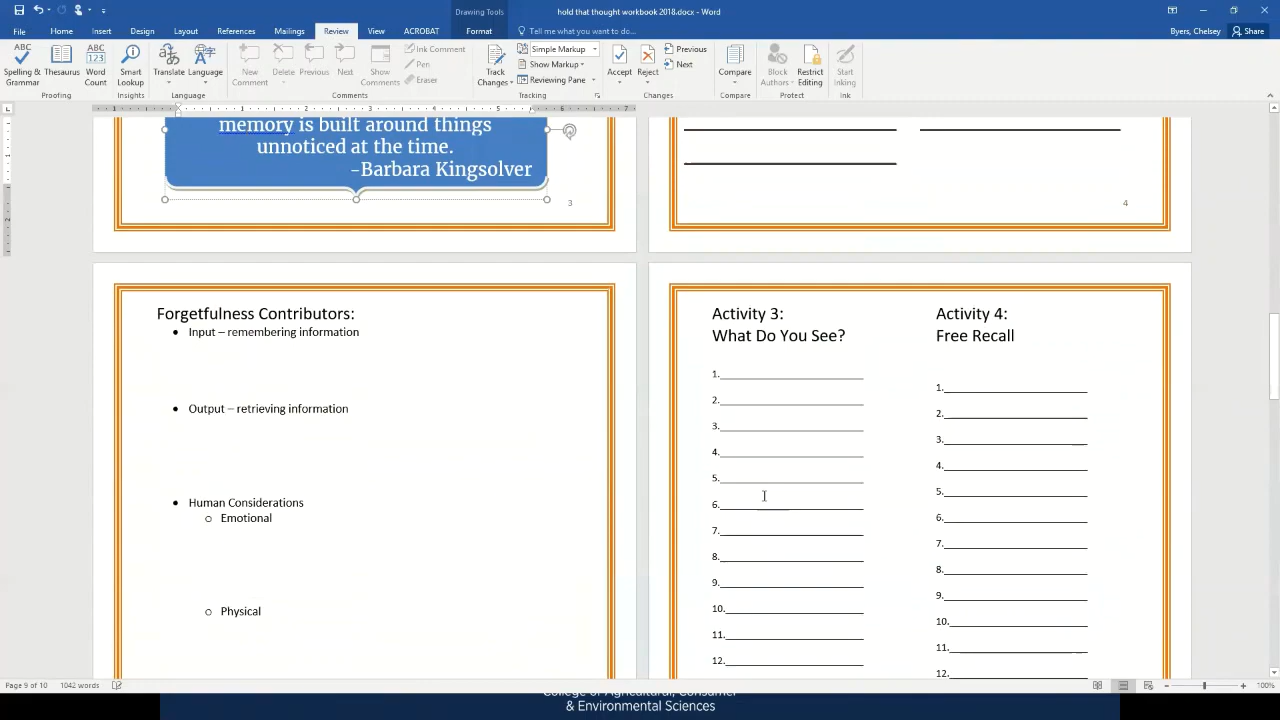 Drawing Tools
hold that thought workbook 2018.docx - Word
File Home Insert Design Layout References Mailings Review View ACROBAT Format Tell me what you want to do... Byers, Chelsey Share
Spelling & Grammar
Thesaurus
ABC 123
Word Count
Proofing
Smart Lookup
Insights
Translate
Language
Language
New Comment
Delete
Previous
Next
Show Comments
Ink Comment
Pen
Eraser
Comments
Track Changes
Simple Markup
Show Markup
Reviewing Pane
Tracking
Accept
Reject
Previous
Next
Changes
Compare
Compare
Block Authors
Restrict Editing
Protect
Start Inking
Ink
memory is built around things
unnoticed at the time.
-Barbara Kingsolver
3
4
Forgetfulness Contributors:
• Input – remembering information
• Output – retrieving information
• Human Considerations
o Emotional
o Physical
Activity 3:
What Do You See?
1.
2.
3.
4.
5.
6.
7.
8.
9.
10.
11.
12.
Activity 4:
Free Recall
1.
2.
3.
4.
5.
6.
7.
8.
9.
10.
11.
12.
Page 9 of 10 1042 words 100%
College of Agricultural, Consumer
& Environmental Sciences